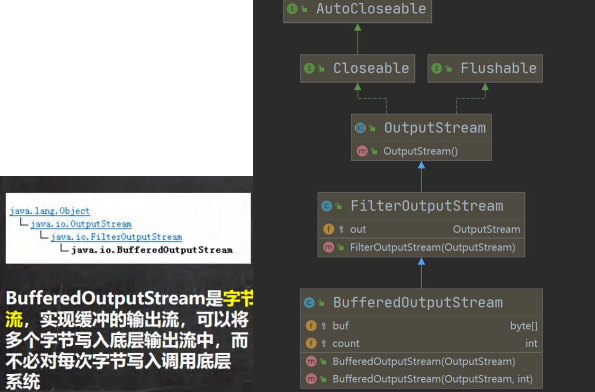 java.lang.Object
java.io.OutputStream
java.io.FilterOutputStream
java.io.BufferedOutputStream
BufferedOutputStream是字节
流，实现缓冲的输出流，可以将
多个字节写入底层输出流中，而
不必对每次字节写入调用底层
系统
AutoCloseable
Closeable
Flushable
OutputStream
OutputStream()
FilterOutputStream
out OutputStream
FilterOutputStream(OutputStream)
BufferedOutputStream
buf byte[]
count int
BufferedOutputStream(OutputStream)
BufferedOutputStream(OutputStream, int)